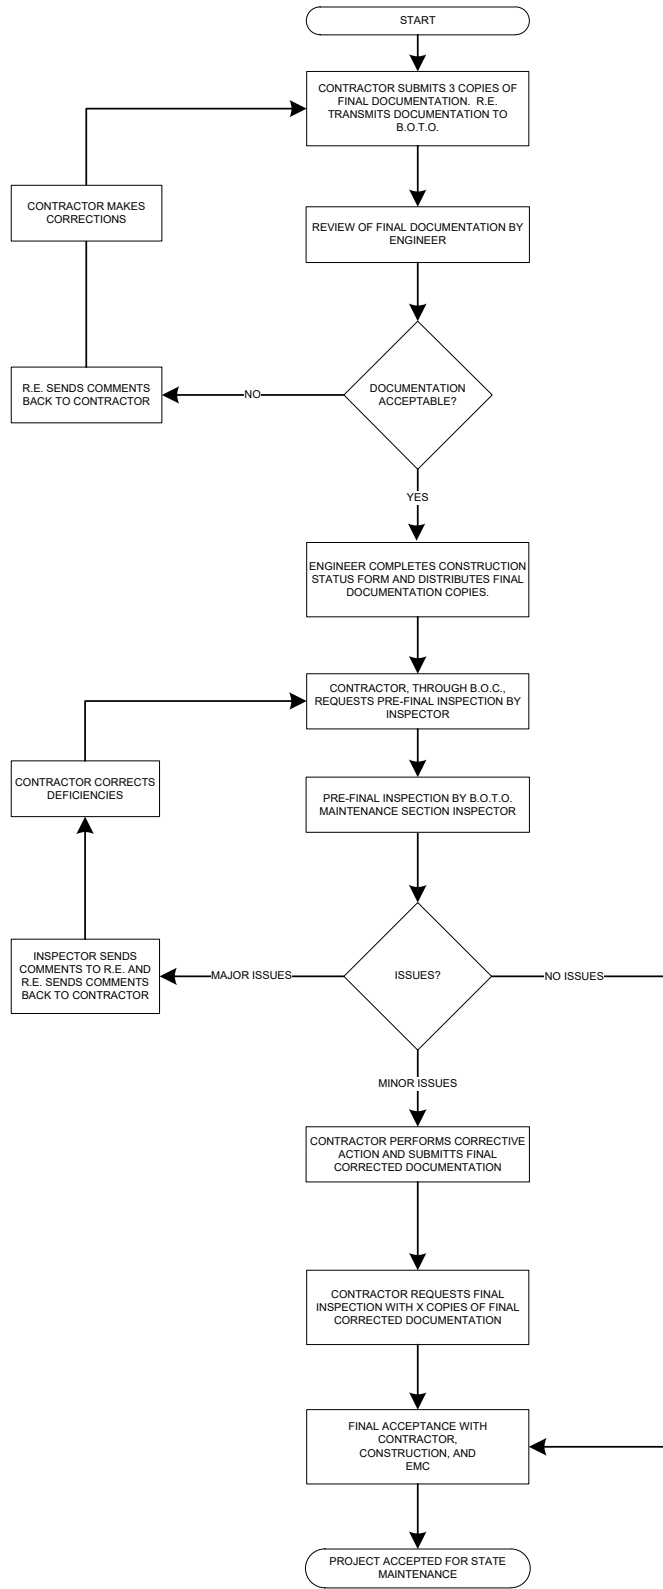 START
CONTRACTOR SUBMITS 3 COPIES OF
FINAL DOCUMENTATION. R.E.
TRANSMITS DOCUMENTATION TO
B.O.T.O.
CONTRACTOR MAKES
CORRECTIONS
REVIEW OF FINAL DOCUMENTATION BY
ENGINEER
R.E. SENDS COMMENTS
BACK TO CONTRACTOR
NO
DOCUMENTATION
ACCEPTABLE?
YES
ENGINEER COMPLETES CONSTRUCTION
STATUS FORM AND DISTRIBUTES FINAL
DOCUMENTATION COPIES.
CONTRACTOR, THROUGH B.O.C.,
REQUESTS PRE-FINAL INSPECTION BY
INSPECTOR
CONTRACTOR CORRECTS
DEFICIENCIES
PRE-FINAL INSPECTION BY B.O.T.O.
MAINTENANCE SECTION INSPECTOR
INSPECTOR SENDS
COMMENTS TO R.E. AND
R.E. SENDS COMMENTS
BACK TO CONTRACTOR
MAJOR ISSUES
ISSUES?
NO ISSUES
MINOR ISSUES
CONTRACTOR PERFORMS CORRECTIVE
ACTION AND SUBMITTS FINAL
CORRECTED DOCUMENTATION
CONTRACTOR REQUESTS FINAL
INSPECTION WITH X COPIES OF FINAL
CORRECTED DOCUMENTATION
FINAL ACCEPTANCE WITH
CONTRACTOR,
CONSTRUCTION, AND
EMC
PROJECT ACCEPTED FOR STATE
MAINTENANCE